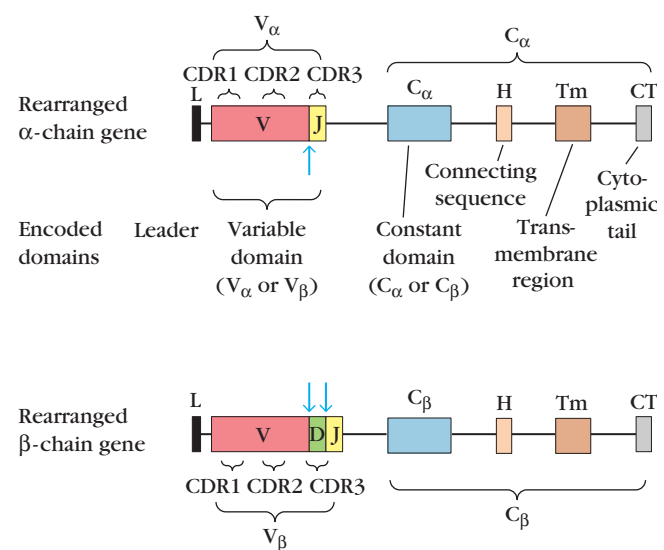 Vα
Cα
CDR1 CDR2 CDR3
L Cα H Tm CT
Rearranged
α-chain gene
V J
Connecting
sequence
Cyto-
plasmic
tail
Encoded
domains
Leader
Variable
domain
(Vα or Vβ)
Constant
domain
(Cα or Cβ)
Trans-
membrane
region
L Cβ H Tm CT
Rearranged
β-chain gene
V D J
CDR1 CDR2 CDR3
Vβ
Cβ